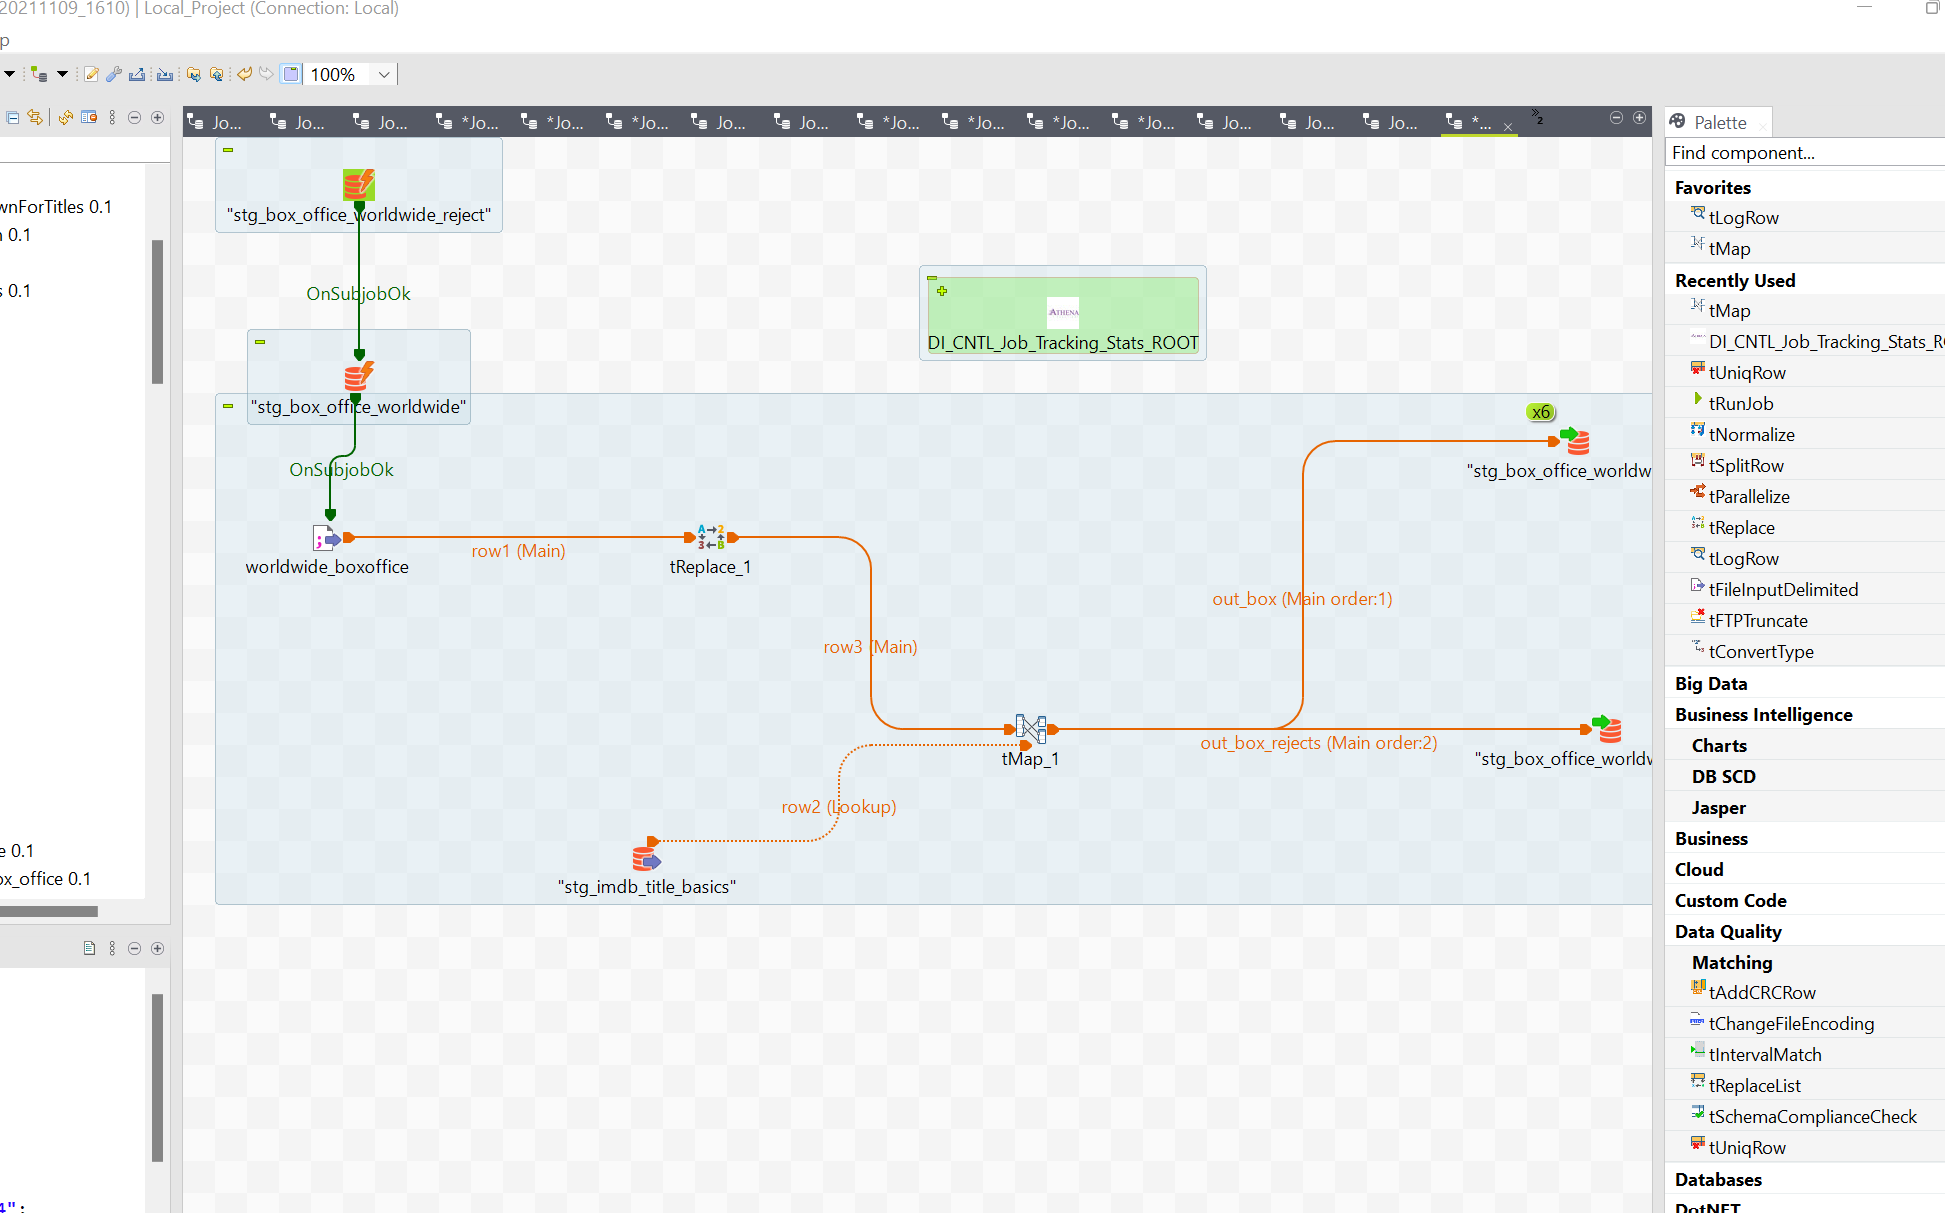 20211109_1610) | Local_Project (Connection: Local)
p
100%
Jo...
Jo...
Jo...
*Jo...
*Jo...
*Jo...
Jo...
Jo...
*Jo...
*Jo...
*Jo...
*Jo...
Jo...
Jo...
Jo...
*...
2
wnForTitles 0.1
0.1
s 0.1
e 0.1
ox_office 0.1
4";
"stg_box_office_worldwide_reject"
OnSubjobOk
"stg_box_office_worldwide"
OnSubjobOk
ATHENA
DI_CNTL_Job_Tracking_Stats_ROOT
x6
"stg_box_office_worldw
worldwide_boxoffice
row1 (Main)
tReplace_1
row3 (Main)
out_box (Main order:1)
tMap_1
out_box_rejects (Main order:2)
"stg_box_office_worldw
row2 (Lookup)
"stg_imdb_title_basics"
Palette
Find component...
Favorites
tLogRow
tMap
Recently Used
tMap
DI_CNTL_Job_Tracking_Stats_R
tUniqRow
tRunJob
tNormalize
tSplitRow
tParallelize
tReplace
tLogRow
tFileInputDelimited
tFTPTruncate
tConvertType
Big Data
Business Intelligence
Charts
DB SCD
Jasper
Business
Cloud
Custom Code
Data Quality
Matching
tAddCRCRow
tChangeFileEncoding
tIntervalMatch
tReplaceList
tSchemaComplianceCheck
tUniqRow
Databases
DotNET